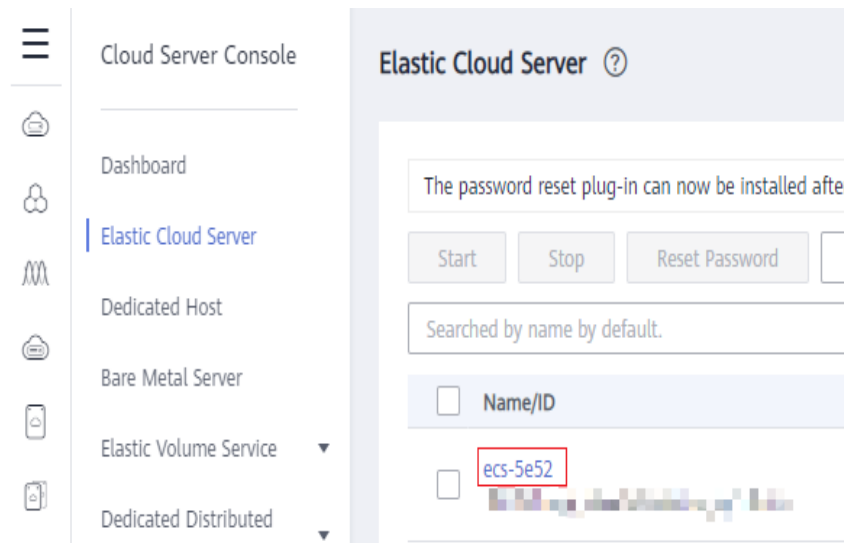 Cloud Server Console
Dashboard
Elastic Cloud Server
Dedicated Host
Bare Metal Server
Elastic Volume Service
Dedicated Distributed
Elastic Cloud Server ?
The password reset plug-in can now be installed afte
Start Stop Reset Password
Searched by name by default.
Name/ID
ecs-5e52